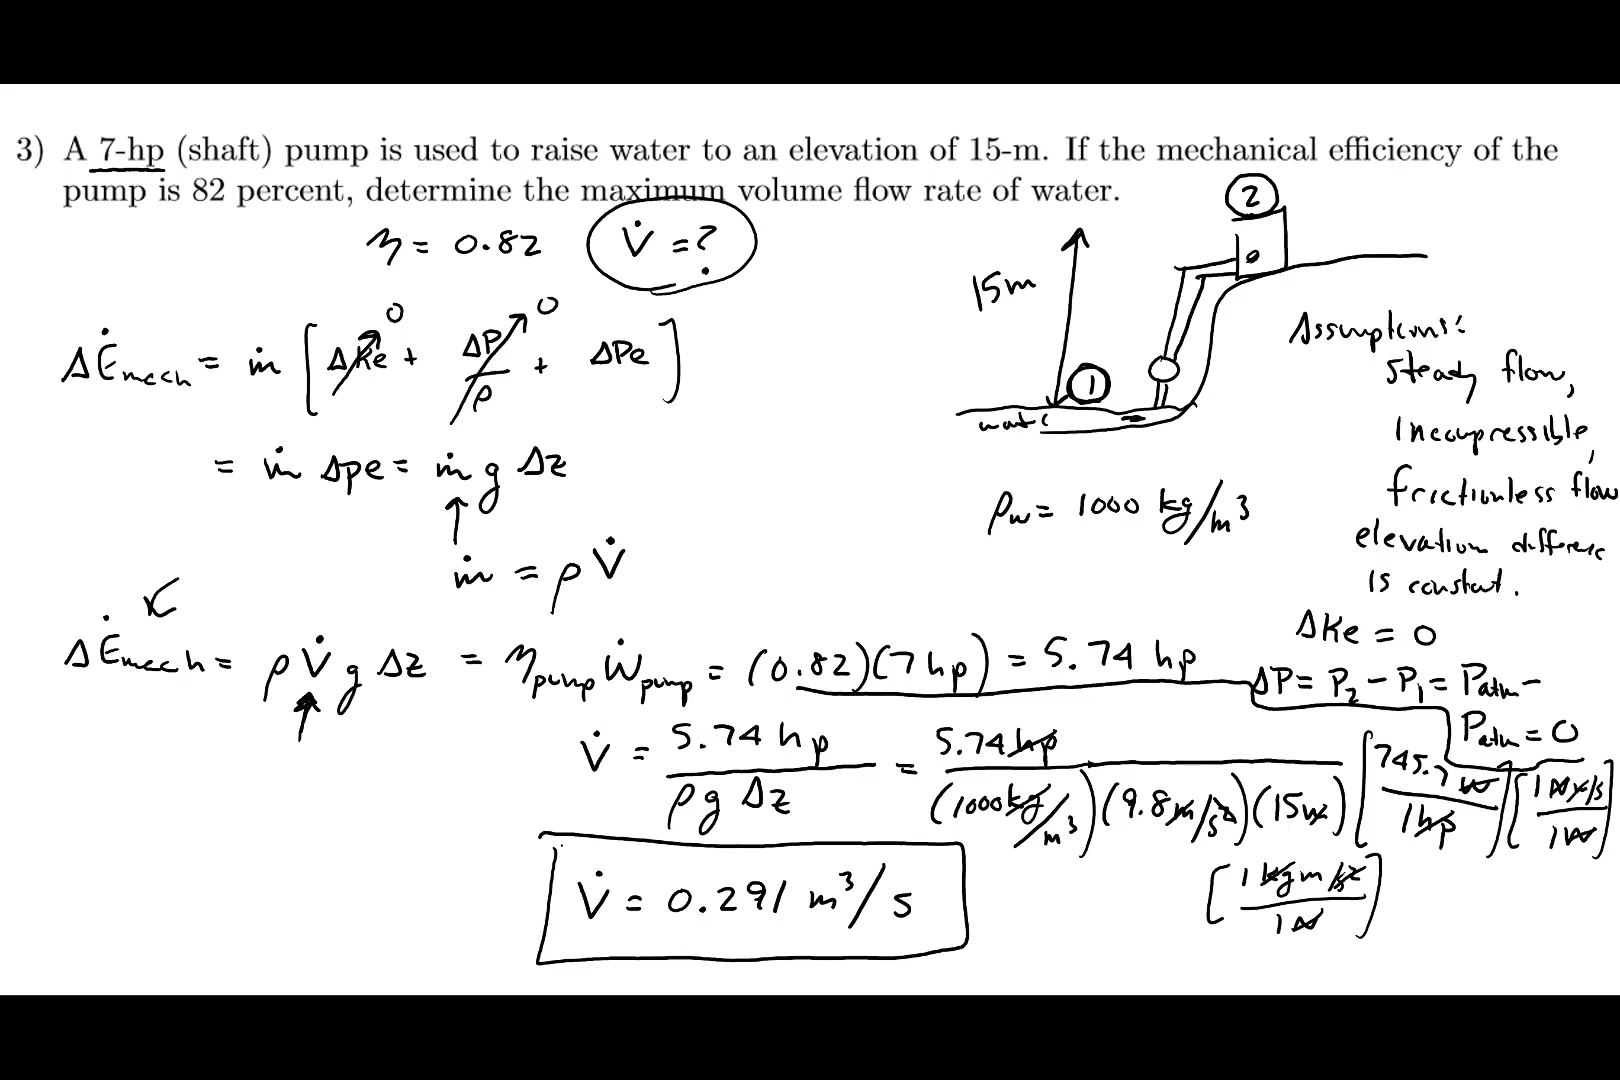 3) A 7-hp (shaft) pump is used to raise water to an elevation of 15-m. If the mechanical efficiency of the
pump is 82 percent, determine the maximum volume flow rate of water.
η = 0.82 V̇ = ?
2
15m
1
water
ΔĖmech = ṁ [ΔKe + ΔP/ρ + ΔPe]
0 0
= ṁ Δpe = ṁ g Δz
ṁ = ρ V̇
ρw = 1000 kg/m³
Assumptions:
Steady flow,
Incompressible,
frictionless flow
elevation difference
is constant.
ΔKe = 0
ΔP = P2 − P1 = Patm −
Patm = 0
ΔĖmech = ρ V̇ g Δz = ηpump Ẇpump = (0.82)(7 hp) = 5.74 hp
V̇ = 5.74 hp / ρ g Δz = 5.74 hp / (1000 kg/m³)(9.8 m/s²)(15m) [745.7 W / 1 hp] [1 N·m/s / 1 W]
[1 kg m/s² / 1 N]
V̇ = 0.291 m³/s